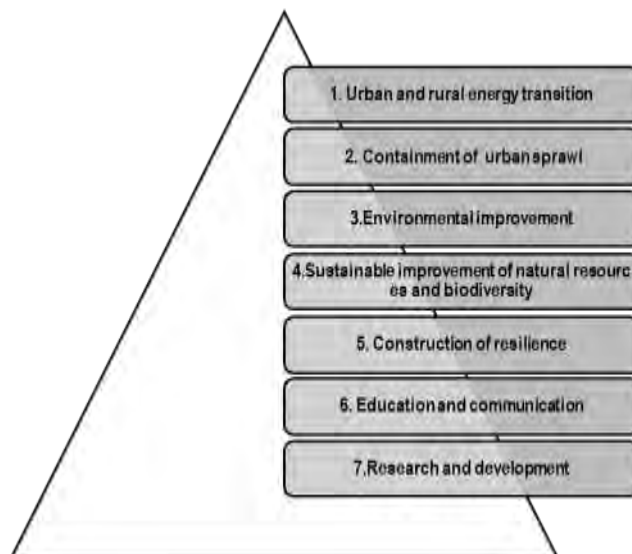 1. Urban and rural energy transition
2. Containment of urban sprawl
3.Environmental improvement
4.Sustainable improvement of natural resourc
es and biodiversity
5. Construction of resilience
6. Education and communication
7.Research and development